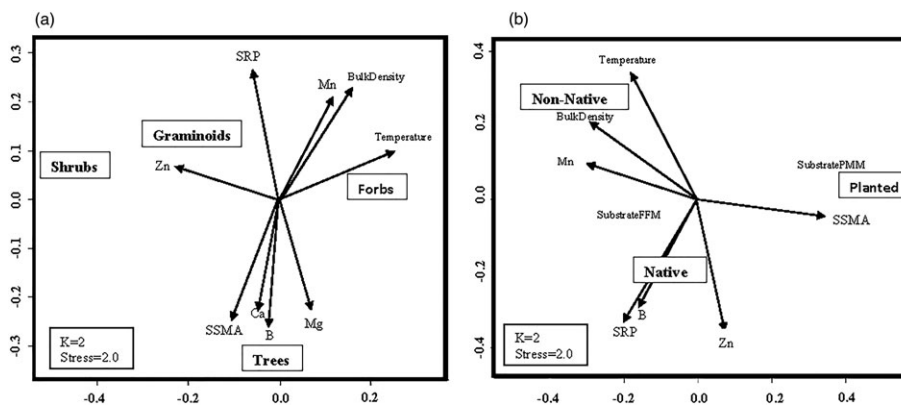 (a)
0.3
0.2
0.1
0.0
-0.1
-0.2
-0.3
SRP
Mn
BulkDensity
Graminoids
Temperature
Zn
Shrubs
Forbs
SSMA
Ca
B
Mg
K=2
Stress=2.0
Trees
-0.4
-0.2
0.0
0.2
(b)
0.4
0.2
0.0
-0.2
-0.4
Temperature
Non-Native
BulkDensity
Mn
SubstratePMM
Planted
SubstrateFFM
SSMA
Native
B
SRP
Zn
K=2
Stress=2.0
-0.4
-0.2
0.0
0.2
0.4